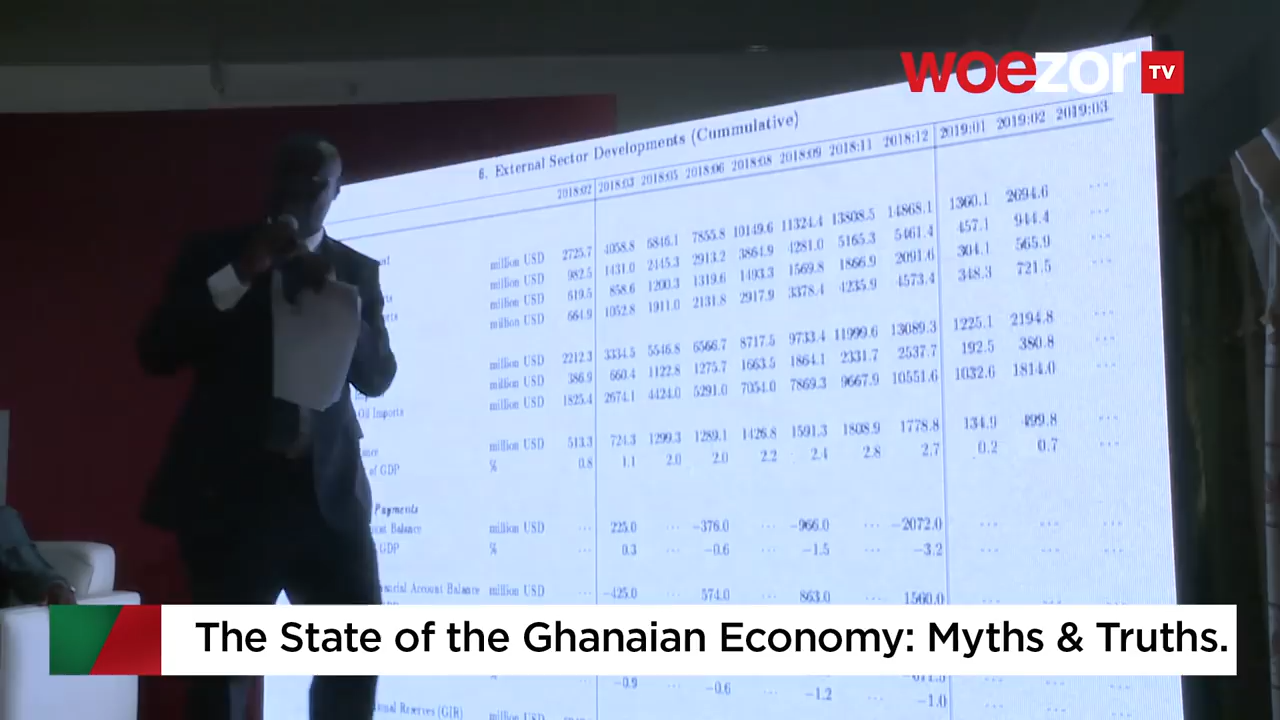 woezor TV
6. External Sector Developments (Cummulative)
2018:02 2018:03 2018:05 2018:06 2018:08 2018:09 2018:11 2018:12 2019:01 2019:02 2019:03
million USD 2725.7 4058.8 6846.1 7855.8 10149.6 11324.4 13808.5 14868.1 1360.1 2694.6 ...
million USD 982.5 1431.0 2445.3 2913.2 3864.9 4281.0 5165.3 5461.4 457.1 944.4 ...
million USD 619.5 858.6 1200.3 1319.6 1493.3 1569.8 1866.9 2091.6 304.1 565.9 ...
million USD 664.9 1052.8 1911.0 2131.8 2917.9 3378.4 4235.9 4573.4 348.3 721.5 ...
million USD 2212.3 3334.5 5546.8 6566.7 8717.5 9733.4 11999.6 13089.3 1225.1 2194.8 ...
million USD 386.9 660.4 1122.8 1275.7 1663.5 1864.1 2331.7 2537.7 192.5 380.8 ...
Oil Imports million USD 1825.4 2674.1 4424.0 5291.0 7054.0 7869.3 9667.9 10551.6 1032.6 1814.0 ...
million USD 513.3 724.3 1299.3 1289.1 1426.8 1591.3 1808.9 1778.8 134.9 499.8 ...
of GDP % 0.8 1.1 2.0 2.0 2.2 2.4 2.8 2.7 0.2 0.7 ...
Payments
Balance million USD ... 225.0 ... -376.0 ... -966.0 ... -2072.0 ... ... ...
GDP % ... 0.3 ... -0.6 ... -1.5 ... -3.2 ... ... ...
Account Balance million USD ... -425.0 ... 574.0 ... 863.0 ... 1560.0 ... ... ...
The State of the Ghanaian Economy: Myths & Truths.
% ... -0.9 ... -0.6 ... -1.2 ... -1.0 ... ... ...
Reserves (GIR) million USD